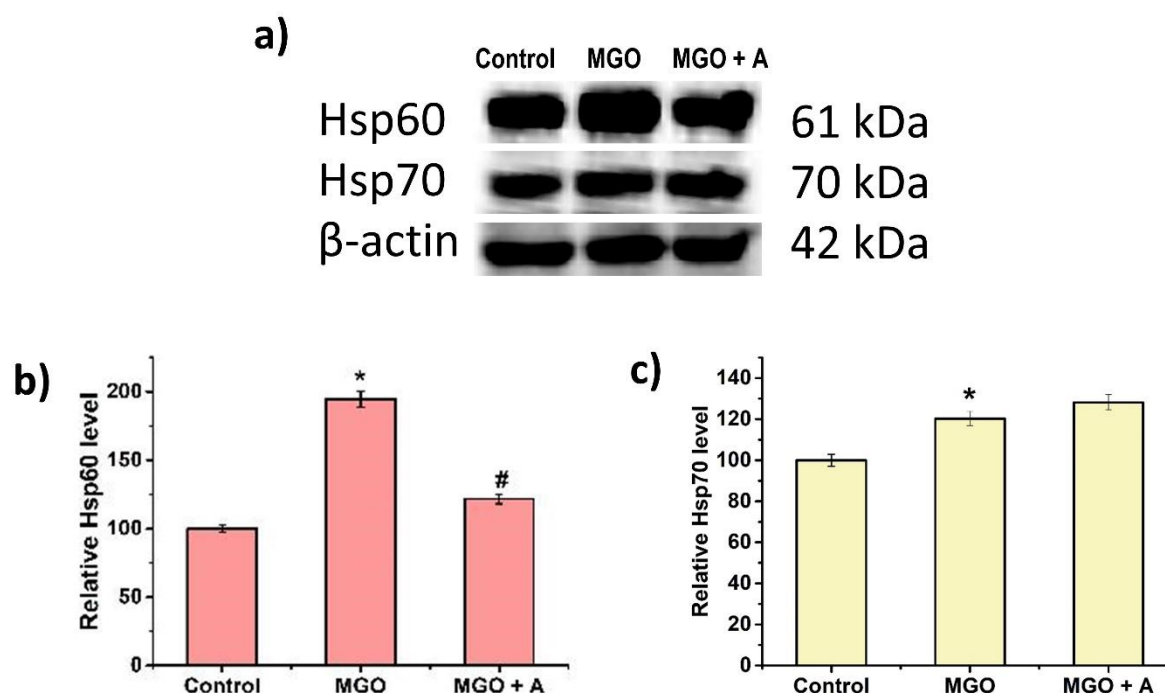 a)
Control MGO MGO + A
Hsp60 61 kDa
Hsp70 70 kDa
β-actin 42 kDa
b)
Relative Hsp60 level
200
150
100
50
0
*
#
Control MGO MGO + A
c)
Relative Hsp70 level
140
120
100
80
60
40
20
0
*
Control MGO MGO + A